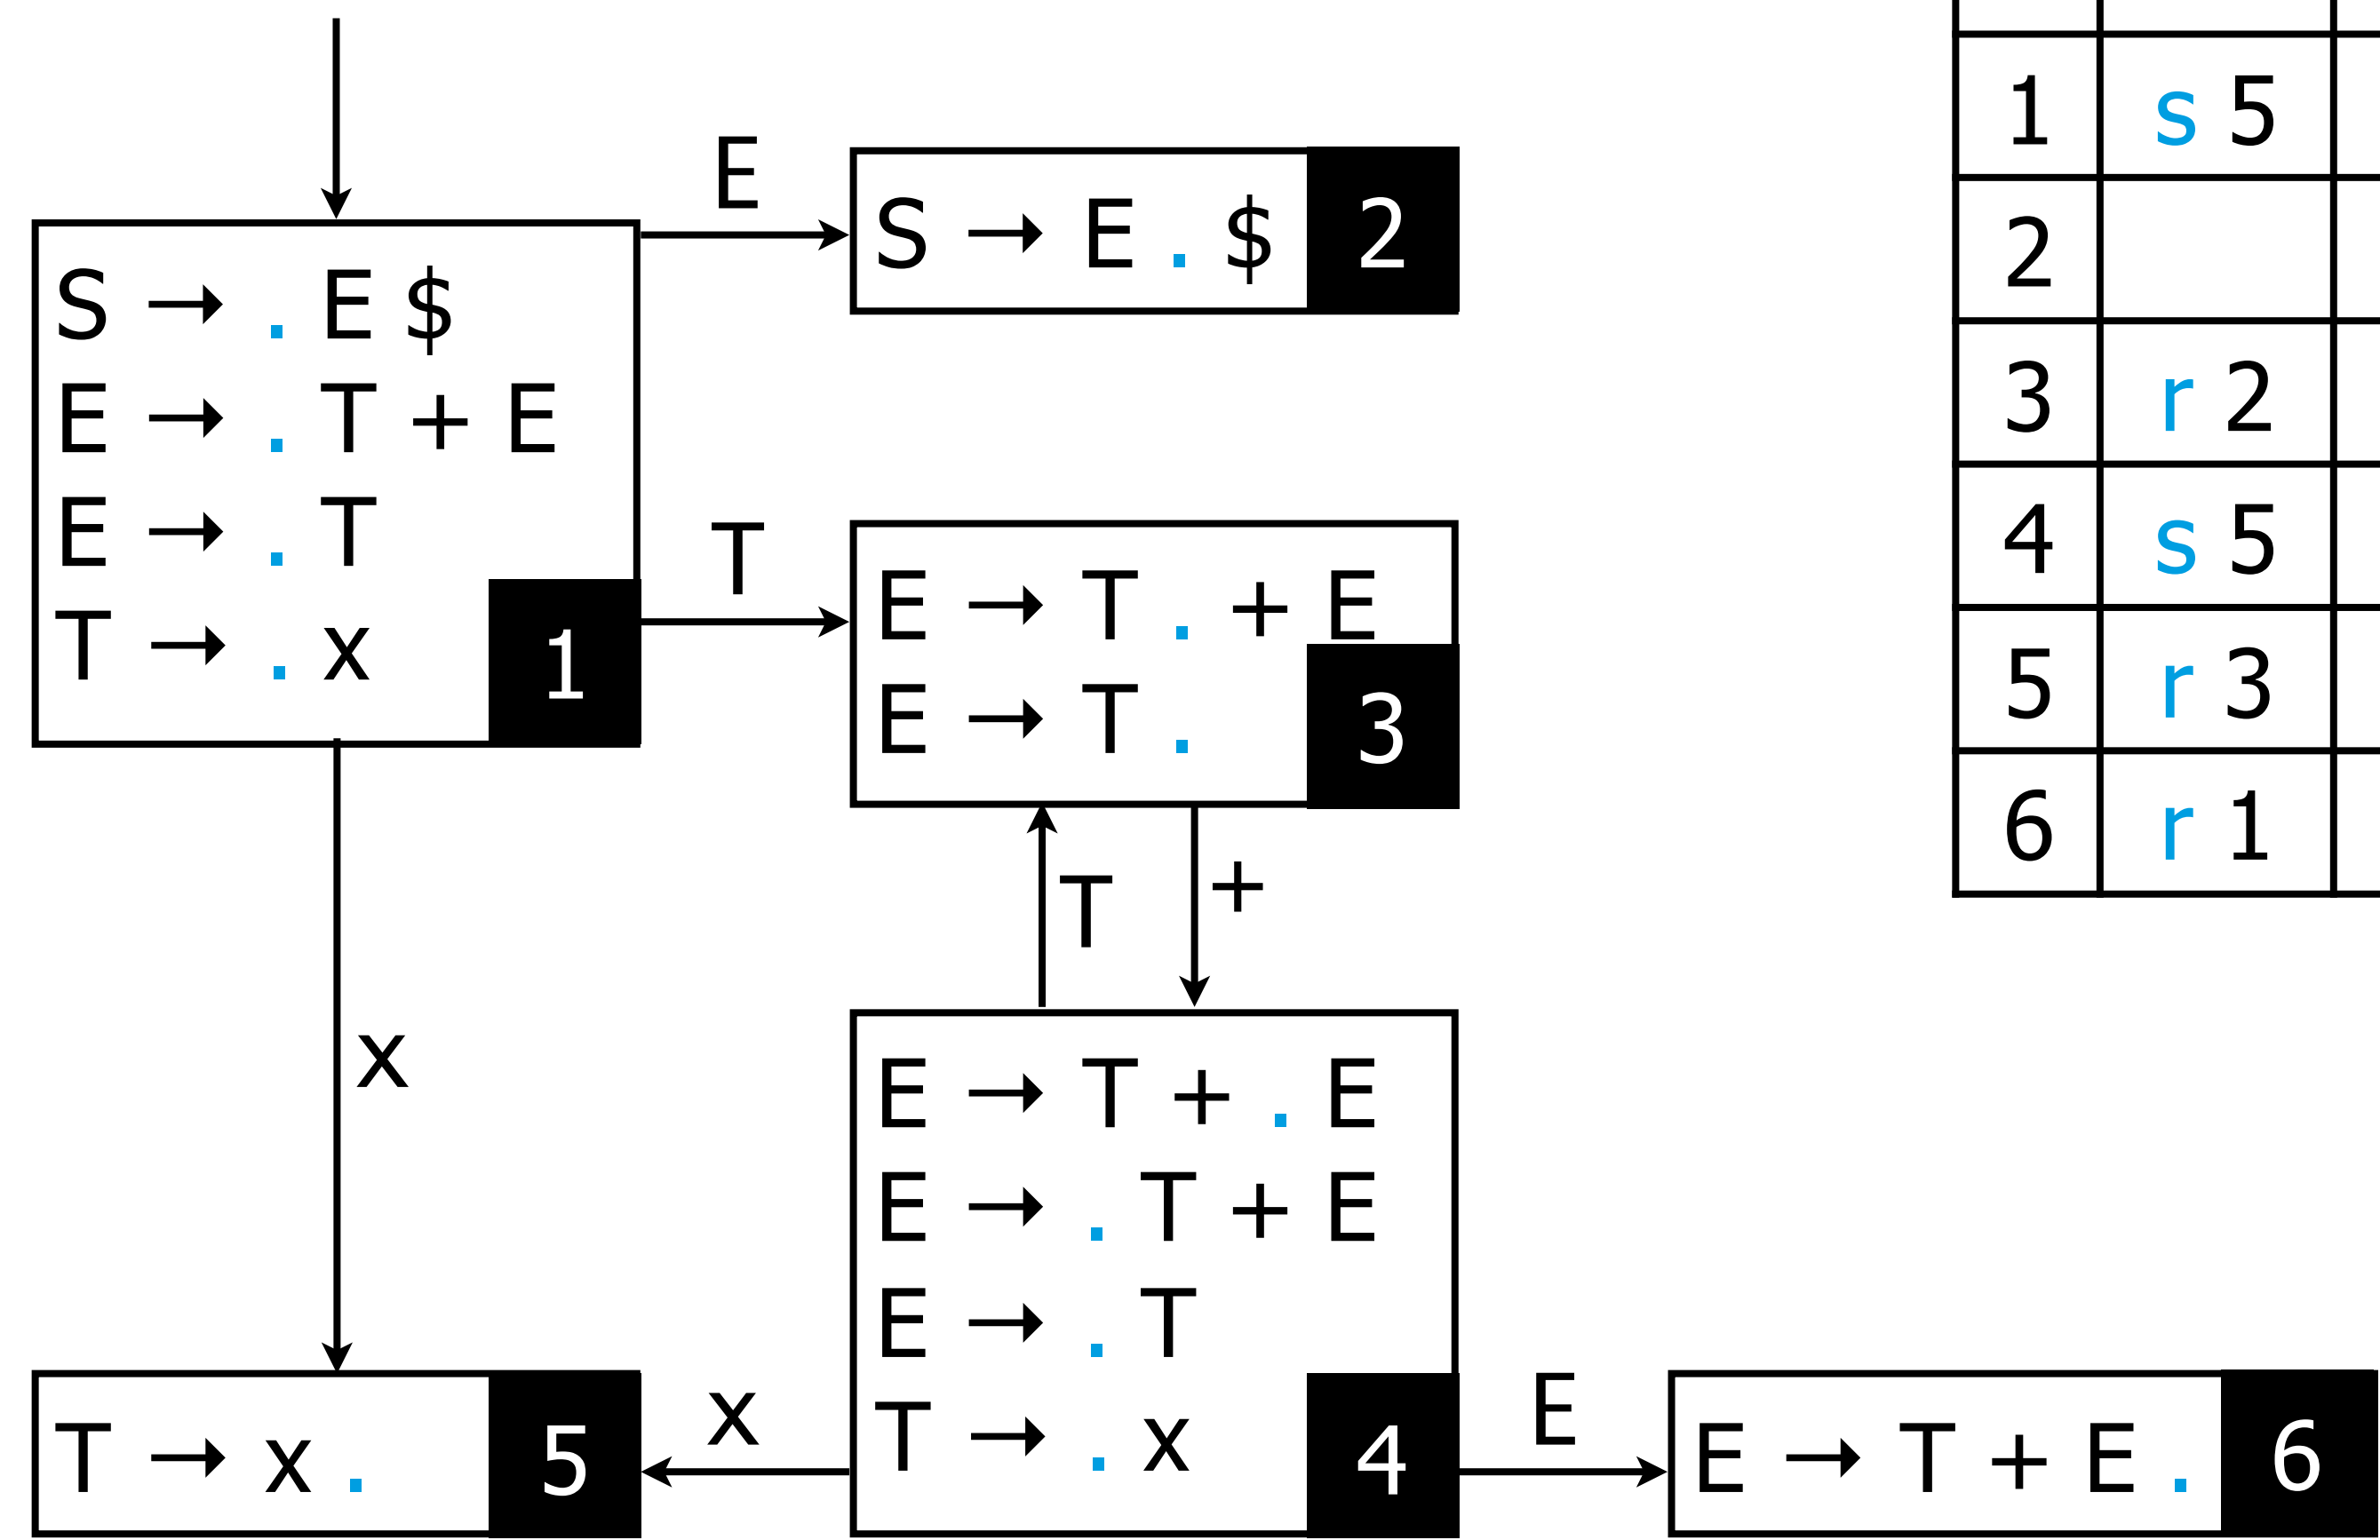 E
S → E . $ 2
S → . E $
E → . T + E
E → . T
T → . x
1
T
E → T . + E
E → T .
3
T
+
x
E → T + . E
E → . T + E
E → . T
T → . x
4
x
E
T → x . 5
E → T + E . 6
1 s 5
2
3 r 2
4 s 5
5 r 3
6 r 1